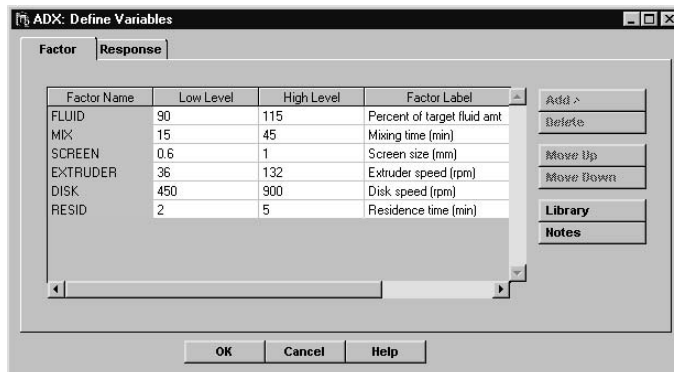 ADX: Define Variables
Factor Response
Factor Name Low Level High Level Factor Label
FLUID 90 115 Percent of target fluid amt
MIX 15 45 Mixing time (min)
SCREEN 0.6 1 Screen size (mm)
EXTRUDER 36 132 Extruder speed (rpm)
DISK 450 900 Disk speed (rpm)
RESID 2 5 Residence time (min)
Add >
Delete
Move Up
Move Down
Library
Notes
OK Cancel Help